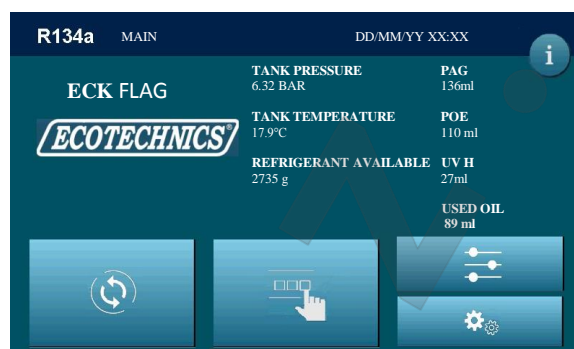 R134a MAIN DD/MM/YY XX:XX
i
ECK FLAG
ECOTECHNICS
TANK PRESSURE
6.32 BAR
TANK TEMPERATURE
17.9°C
REFRIGERANT AVAILABLE
2735 g
PAG
136ml
POE
110 ml
UV H
27ml
USED OIL
89 ml